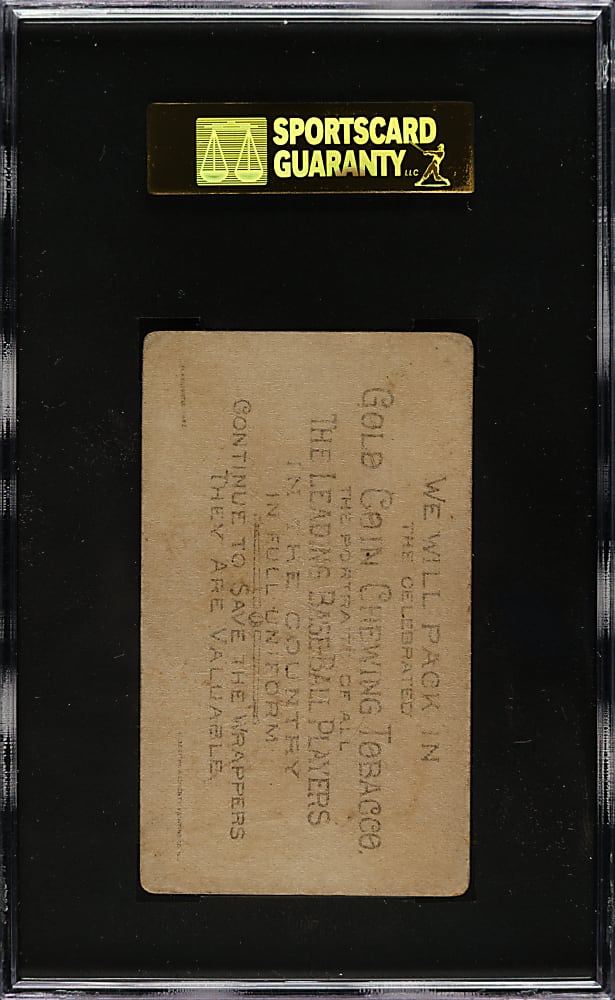 SPORTSCARD
GUARANTY LLC
WE WILL PACK IN
THE CELEBRATED
GOLD COIN CHEWING TOBACCO.
THE PORTRAITS OF ALL
THE LEADING BASEBALL PLAYERS
IN THE COUNTRY
IN FULL UNIFORM
CONTINUE TO SAVE THE WRAPPERS
THEY ARE VALUABLE.